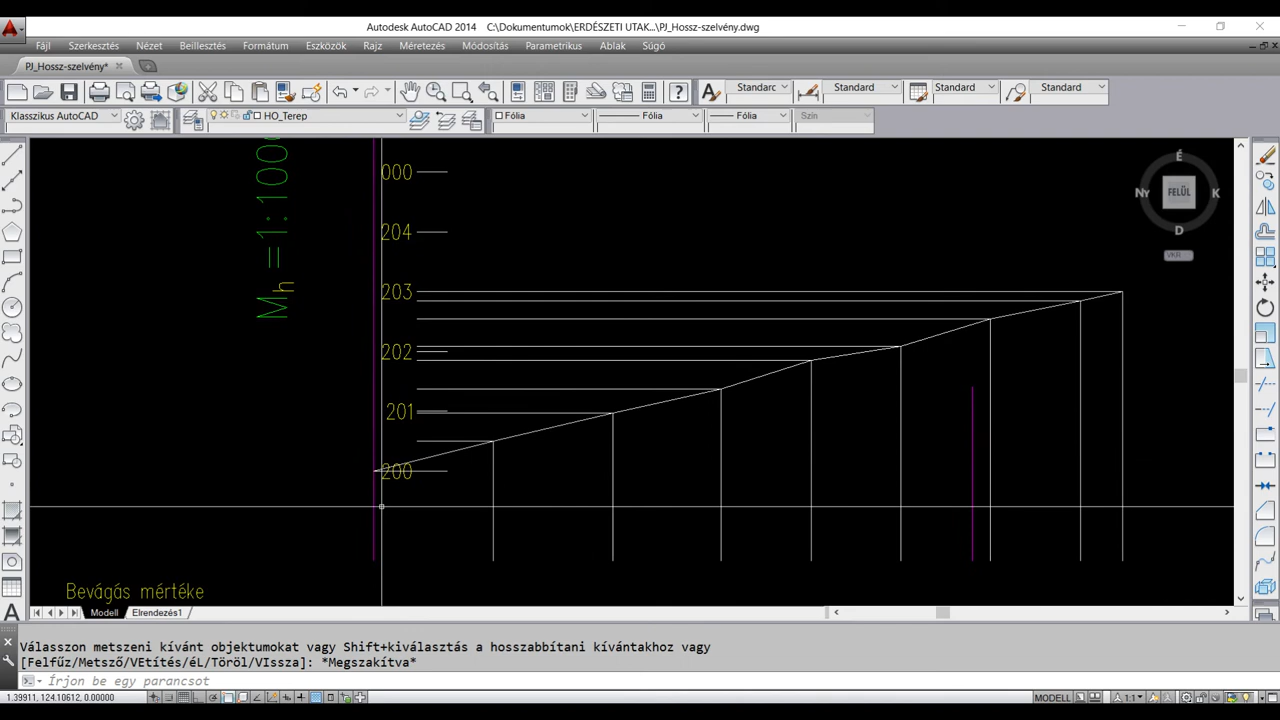 Autodesk AutoCAD 2014 C:\Dokumentumok\ERDÉSZETI UTAK...\PJ_Hossz-szelvény.dwg
Fájl Szerkesztés Nézet Beillesztés Formátum Eszközök Rajz Méretezés Módosítás Parametrikus Ablak Súgó
PJ_Hossz-szelvény*
Standarc Standard Standard Standard
Klasszikus AutoCAD HO_Terep Fólia Fólia Fólia Szín
000
204
203
202
201
200
Mh=1:100
É
NY FELÜL K
D
VKR
Bevágás mértéke
Modell Elrendezés1
Válasszon metszeni kívánt objektumokat vagy Shift+kiválasztás a hosszabbítani kívántakhoz vagy
[Felfűz/Metsző/VEtítés/éL/Töröl/VIssza]: *Megszakítva*
Írjon be egy parancsot
1.39911, 124.10612, 0.00000 MODELL 1:1